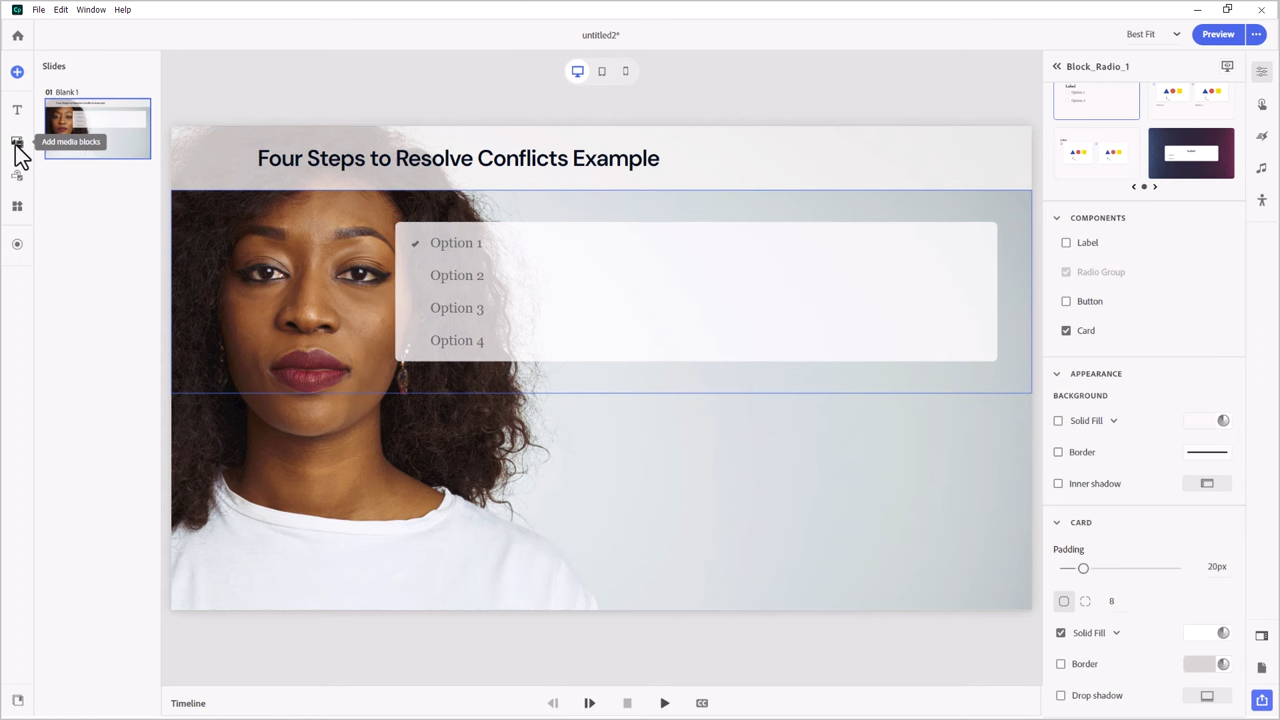 Cp File Edit Window Help
untitled2*
Best Fit
Preview
Slides
01 Blank 1
Add media blocks
Four Steps to Resolve Conflicts Example
Option 1
Option 2
Option 3
Option 4
Timeline
Block_Radio_1
COMPONENTS
Label
Radio Group
Button
Card
APPEARANCE
BACKGROUND
Solid Fill
Border
Inner shadow
CARD
Padding
20px
8
Solid Fill
Border
Drop shadow